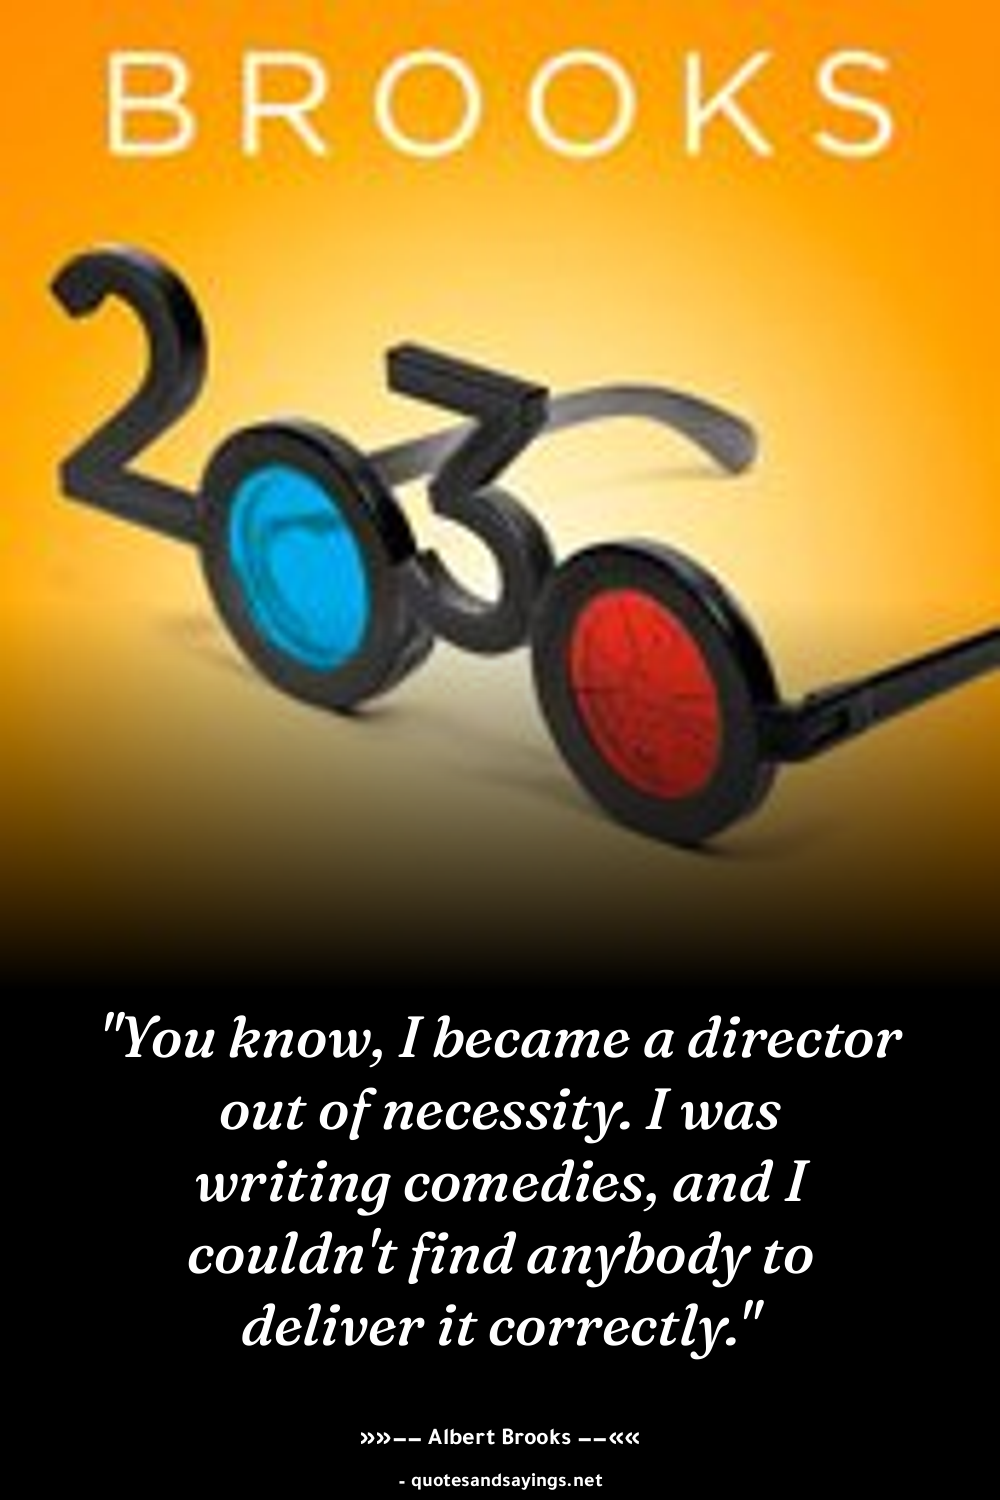 BROOKS
2030
"You know, I became a director
out of necessity. I was
writing comedies, and I
couldn't find anybody to
deliver it correctly."
»»–– Albert Brooks ––««
- quotesandsayings.net